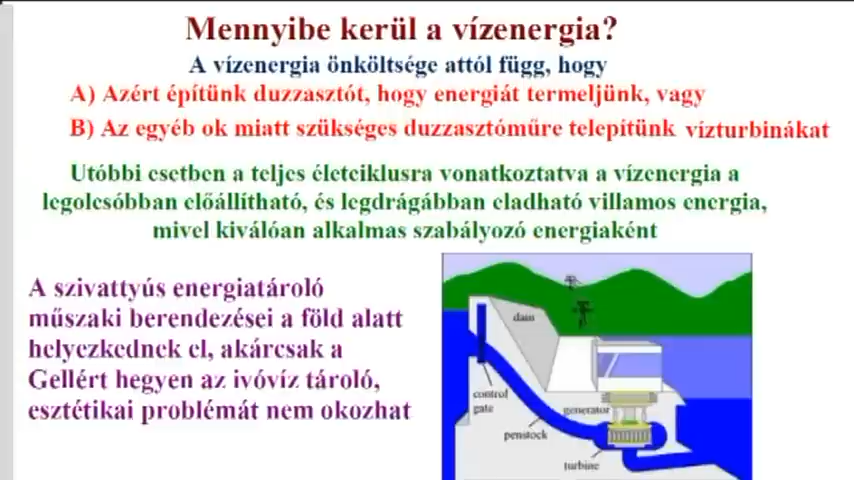 Mennyibe kerül a vízenergia?
A vízenergia önköltsége attól függ, hogy
A) Azért építünk duzzasztót, hogy energiát termeljünk, vagy
B) Az egyéb ok miatt szükséges duzzasztóműre telepítünk vízturbinákat
Utóbbi esetben a teljes életciklusra vonatkoztatva a vízenergia a
legolcsóbban előállítható, és legdrágábban eladható villamos energia,
mivel kiválóan alkalmas szabályozó energiaként
A szivattyús energiatároló
műszaki berendezései a föld alatt
helyezkednek el, akárcsak a
Gellért hegyen az ivóvíz tároló,
esztétikai problémát nem okozhat
dam
control
gate
generator
penstock
turbine